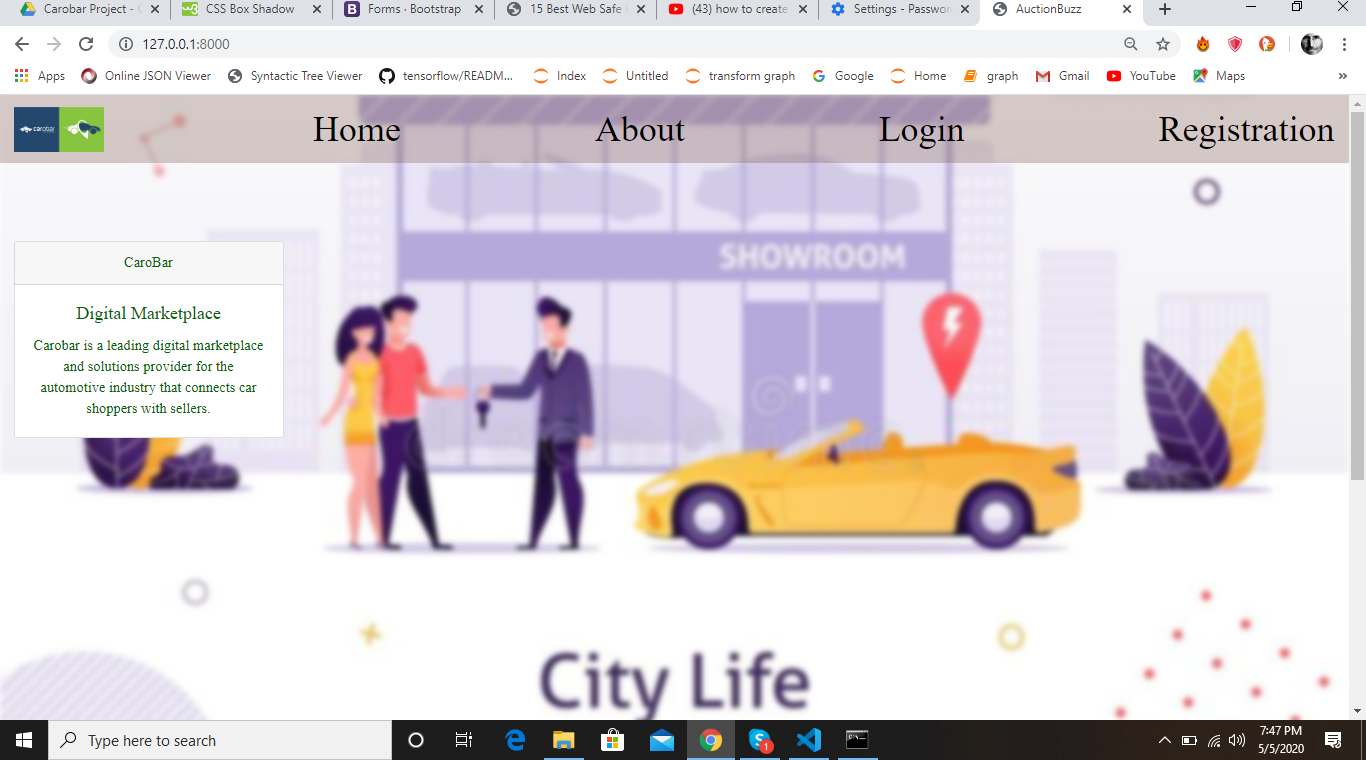 Carobar Project - 
CSS Box Shadow
Forms · Bootstrap
15 Best Web Safe
(43) how to create
Settings - Passwor
AuctionBuzz
127.0.0.1:8000
Apps
Online JSON Viewer
Syntactic Tree Viewer
tensorflow/READM...
Index
Untitled
transform graph
Google
Home
graph
Gmail
YouTube
Maps
»
carobar
Home
About
Login
Registration
SHOWROOM
CaroBar
Digital Marketplace
Carobar is a leading digital marketplace
and solutions provider for the
automotive industry that connects car
shoppers with sellers.
City Life
Type here to search
1
7:47 PM
5/5/2020